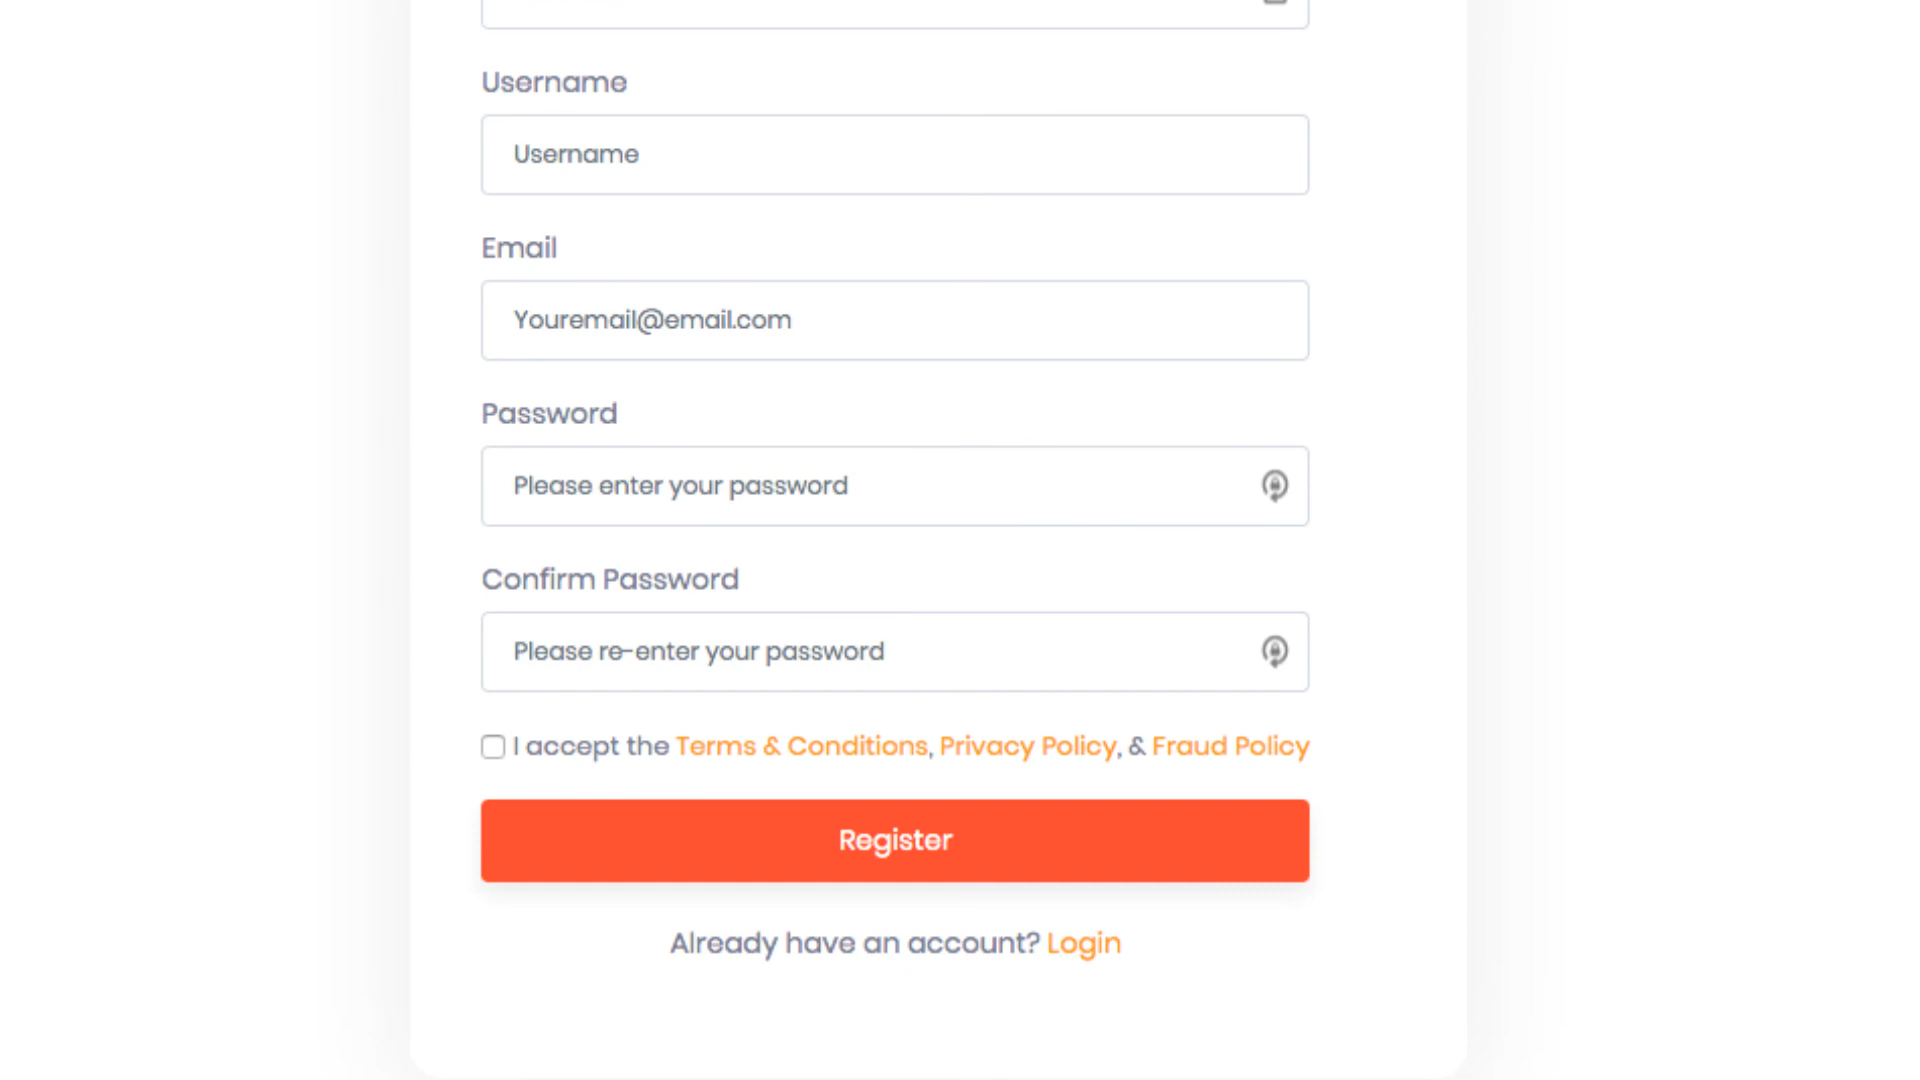 Username
Username
Email
Youremail@email.com
Password
Please enter your password
Confirm Password
Please re-enter your password
I accept the Terms & Conditions, Privacy Policy, & Fraud Policy
Register
Already have an account? Login